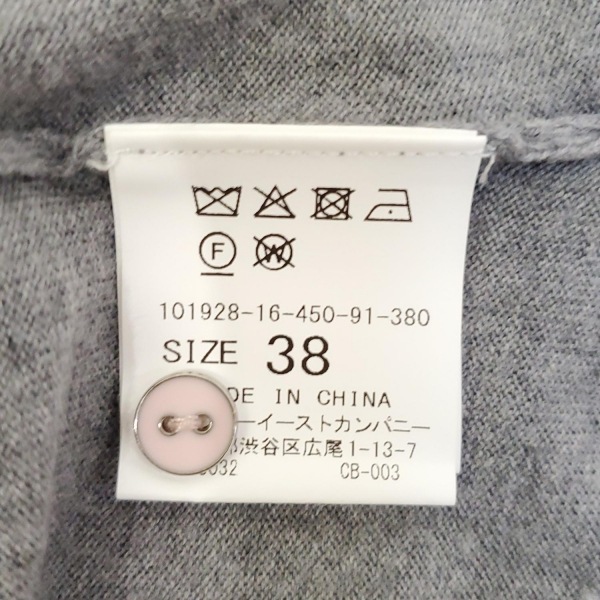 F W
101928-16-450-91-380
SIZE 38
DE IN CHINA
ーイーストカンパニー
渋谷区広尾1-13-7
0032 CB-003